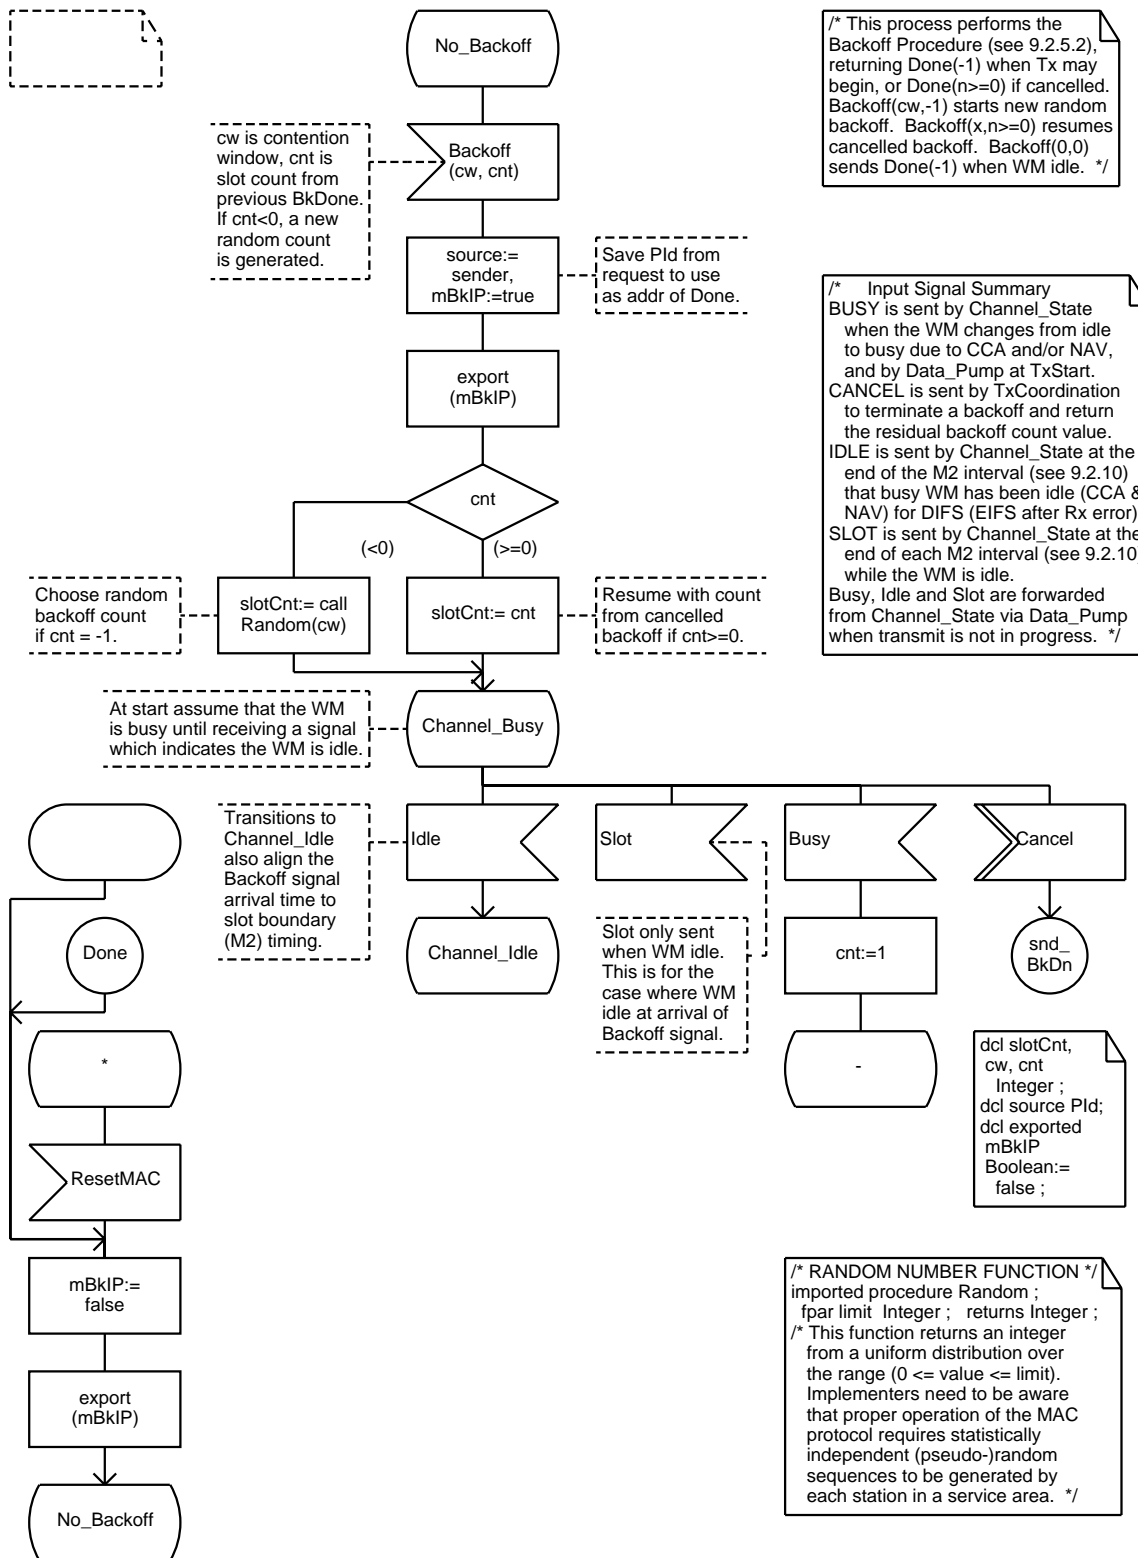 No_Backoff
/* This process performs the
Backoff Procedure (see 9.2.5.2),
returning Done(-1) when Tx may
begin, or Done(n>=0) if cancelled.
Backoff(cw,-1) starts new random
backoff.  Backoff(x,n>=0) resumes
cancelled backoff.  Backoff(0,0)
sends Done(-1) when WM idle.  */
cw is contention
window, cnt is
slot count from
previous BkDone.
If cnt<0, a new
random count
is generated.
Backoff
(cw, cnt)
source:=
sender,
mBkIP:=true
Save PId from
request to use
as addr of Done.
/*     Input Signal Summary
BUSY is sent by Channel_State
when the WM changes from idle
to busy due to CCA and/or NAV,
and by Data_Pump at TxStart.
CANCEL is sent by TxCoordination
to terminate a backoff and return
the residual backoff count value.
IDLE is sent by Channel_State at the
end of the M2 interval (see 9.2.10)
that busy WM has been idle (CCA &
NAV) for DIFS (EIFS after Rx error)
SLOT is sent by Channel_State at the
end of each M2 interval (see 9.2.10)
while the WM is idle.
Busy, Idle and Slot are forwarded
from Channel_State via Data_Pump
when transmit is not in progress.  */
export
(mBkIP)
cnt
(<0)
(>=0)
Choose random
backoff count
if cnt = -1.
slotCnt:= call
Random(cw)
slotCnt:= cnt
Resume with count
from cancelled
backoff if cnt>=0.
At start assume that the WM
is busy until receiving a signal
which indicates the WM is idle.
Channel_Busy
Transitions to
Channel_Idle
also align the
Backoff signal
arrival time to
slot boundary
(M2) timing.
Idle
Slot
Busy
Cancel
Channel_Idle
Slot only sent
when WM idle.
This is for the
case where WM
idle at arrival of
Backoff signal.
cnt:=1
snd_
BkDn
-
Done
*
ResetMAC
mBkIP:=
false
export
(mBkIP)
No_Backoff
dcl slotCnt,
cw, cnt
Integer ;
dcl source PId;
dcl exported
mBkIP
Boolean:=
false ;
/* RANDOM NUMBER FUNCTION */
imported procedure Random ;
fpar limit  Integer ;   returns Integer ;
/* This function returns an integer
from a uniform distribution over
the range (0 <= value <= limit).
Implementers need to be aware
that proper operation of the MAC
protocol requires statistically
independent (pseudo-)random
sequences to be generated by
each station in a service area.  */